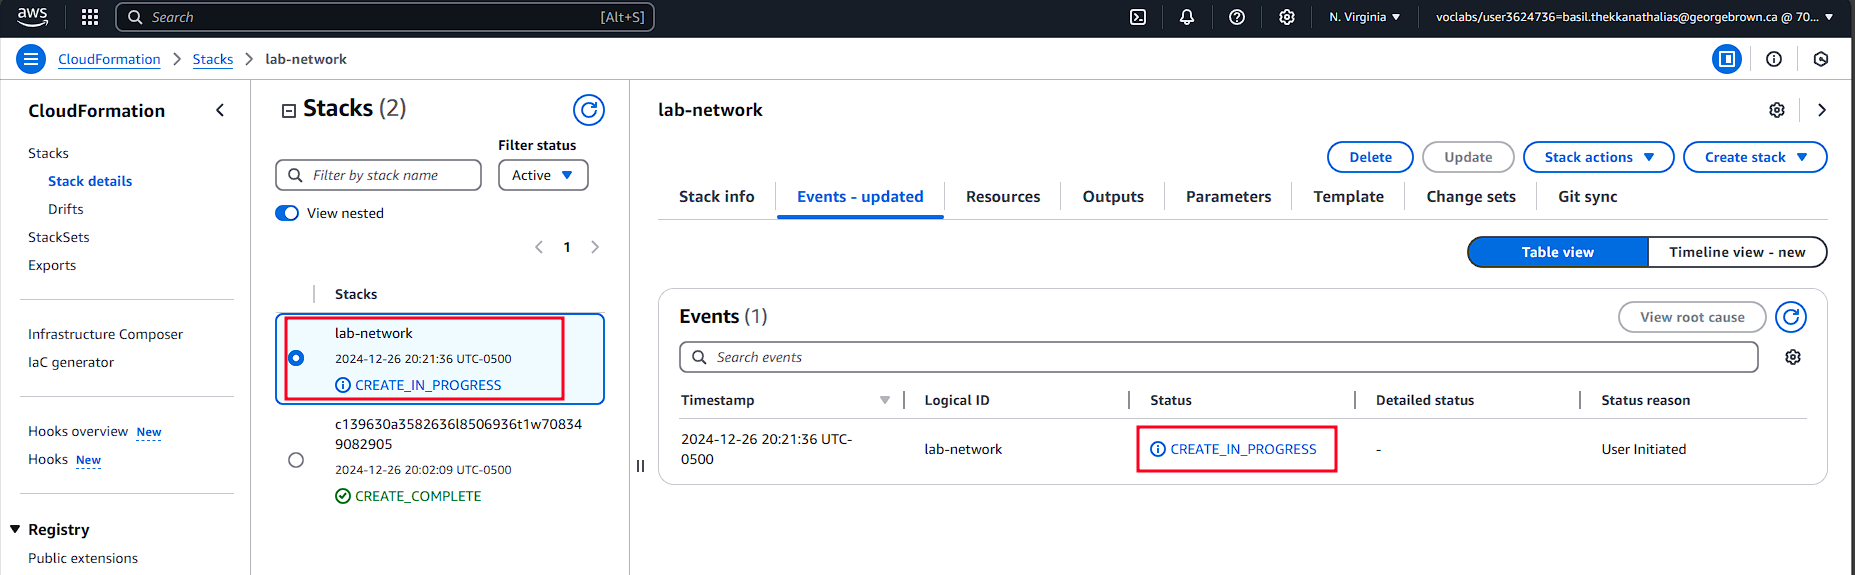 aws
Search [Alt+S]
N. Virginia
voclabs/user3624736=basil.thekkanathalias@georgebrown.ca @ 70...
CloudFormation
Stacks
lab-network
CloudFormation
Stacks
Stack details
Drifts
StackSets
Exports
Infrastructure Composer
IaC generator
Hooks overview New
Hooks New
Registry
Public extensions
Stacks (2)
Filter status
Filter by stack name
Active
View nested
1
Stacks
lab-network
2024-12-26 20:21:36 UTC-0500
CREATE_IN_PROGRESS
c139630a3582636l8506936t1w70834
9082905
2024-12-26 20:02:09 UTC-0500
CREATE_COMPLETE
lab-network
Delete
Update
Stack actions
Create stack
Stack info
Events - updated
Resources
Outputs
Parameters
Template
Change sets
Git sync
Table view
Timeline view - new
Events (1)
View root cause
Search events
Timestamp
Logical ID
Status
Detailed status
Status reason
2024-12-26 20:21:36 UTC-
0500
lab-network
CREATE_IN_PROGRESS
-
User Initiated